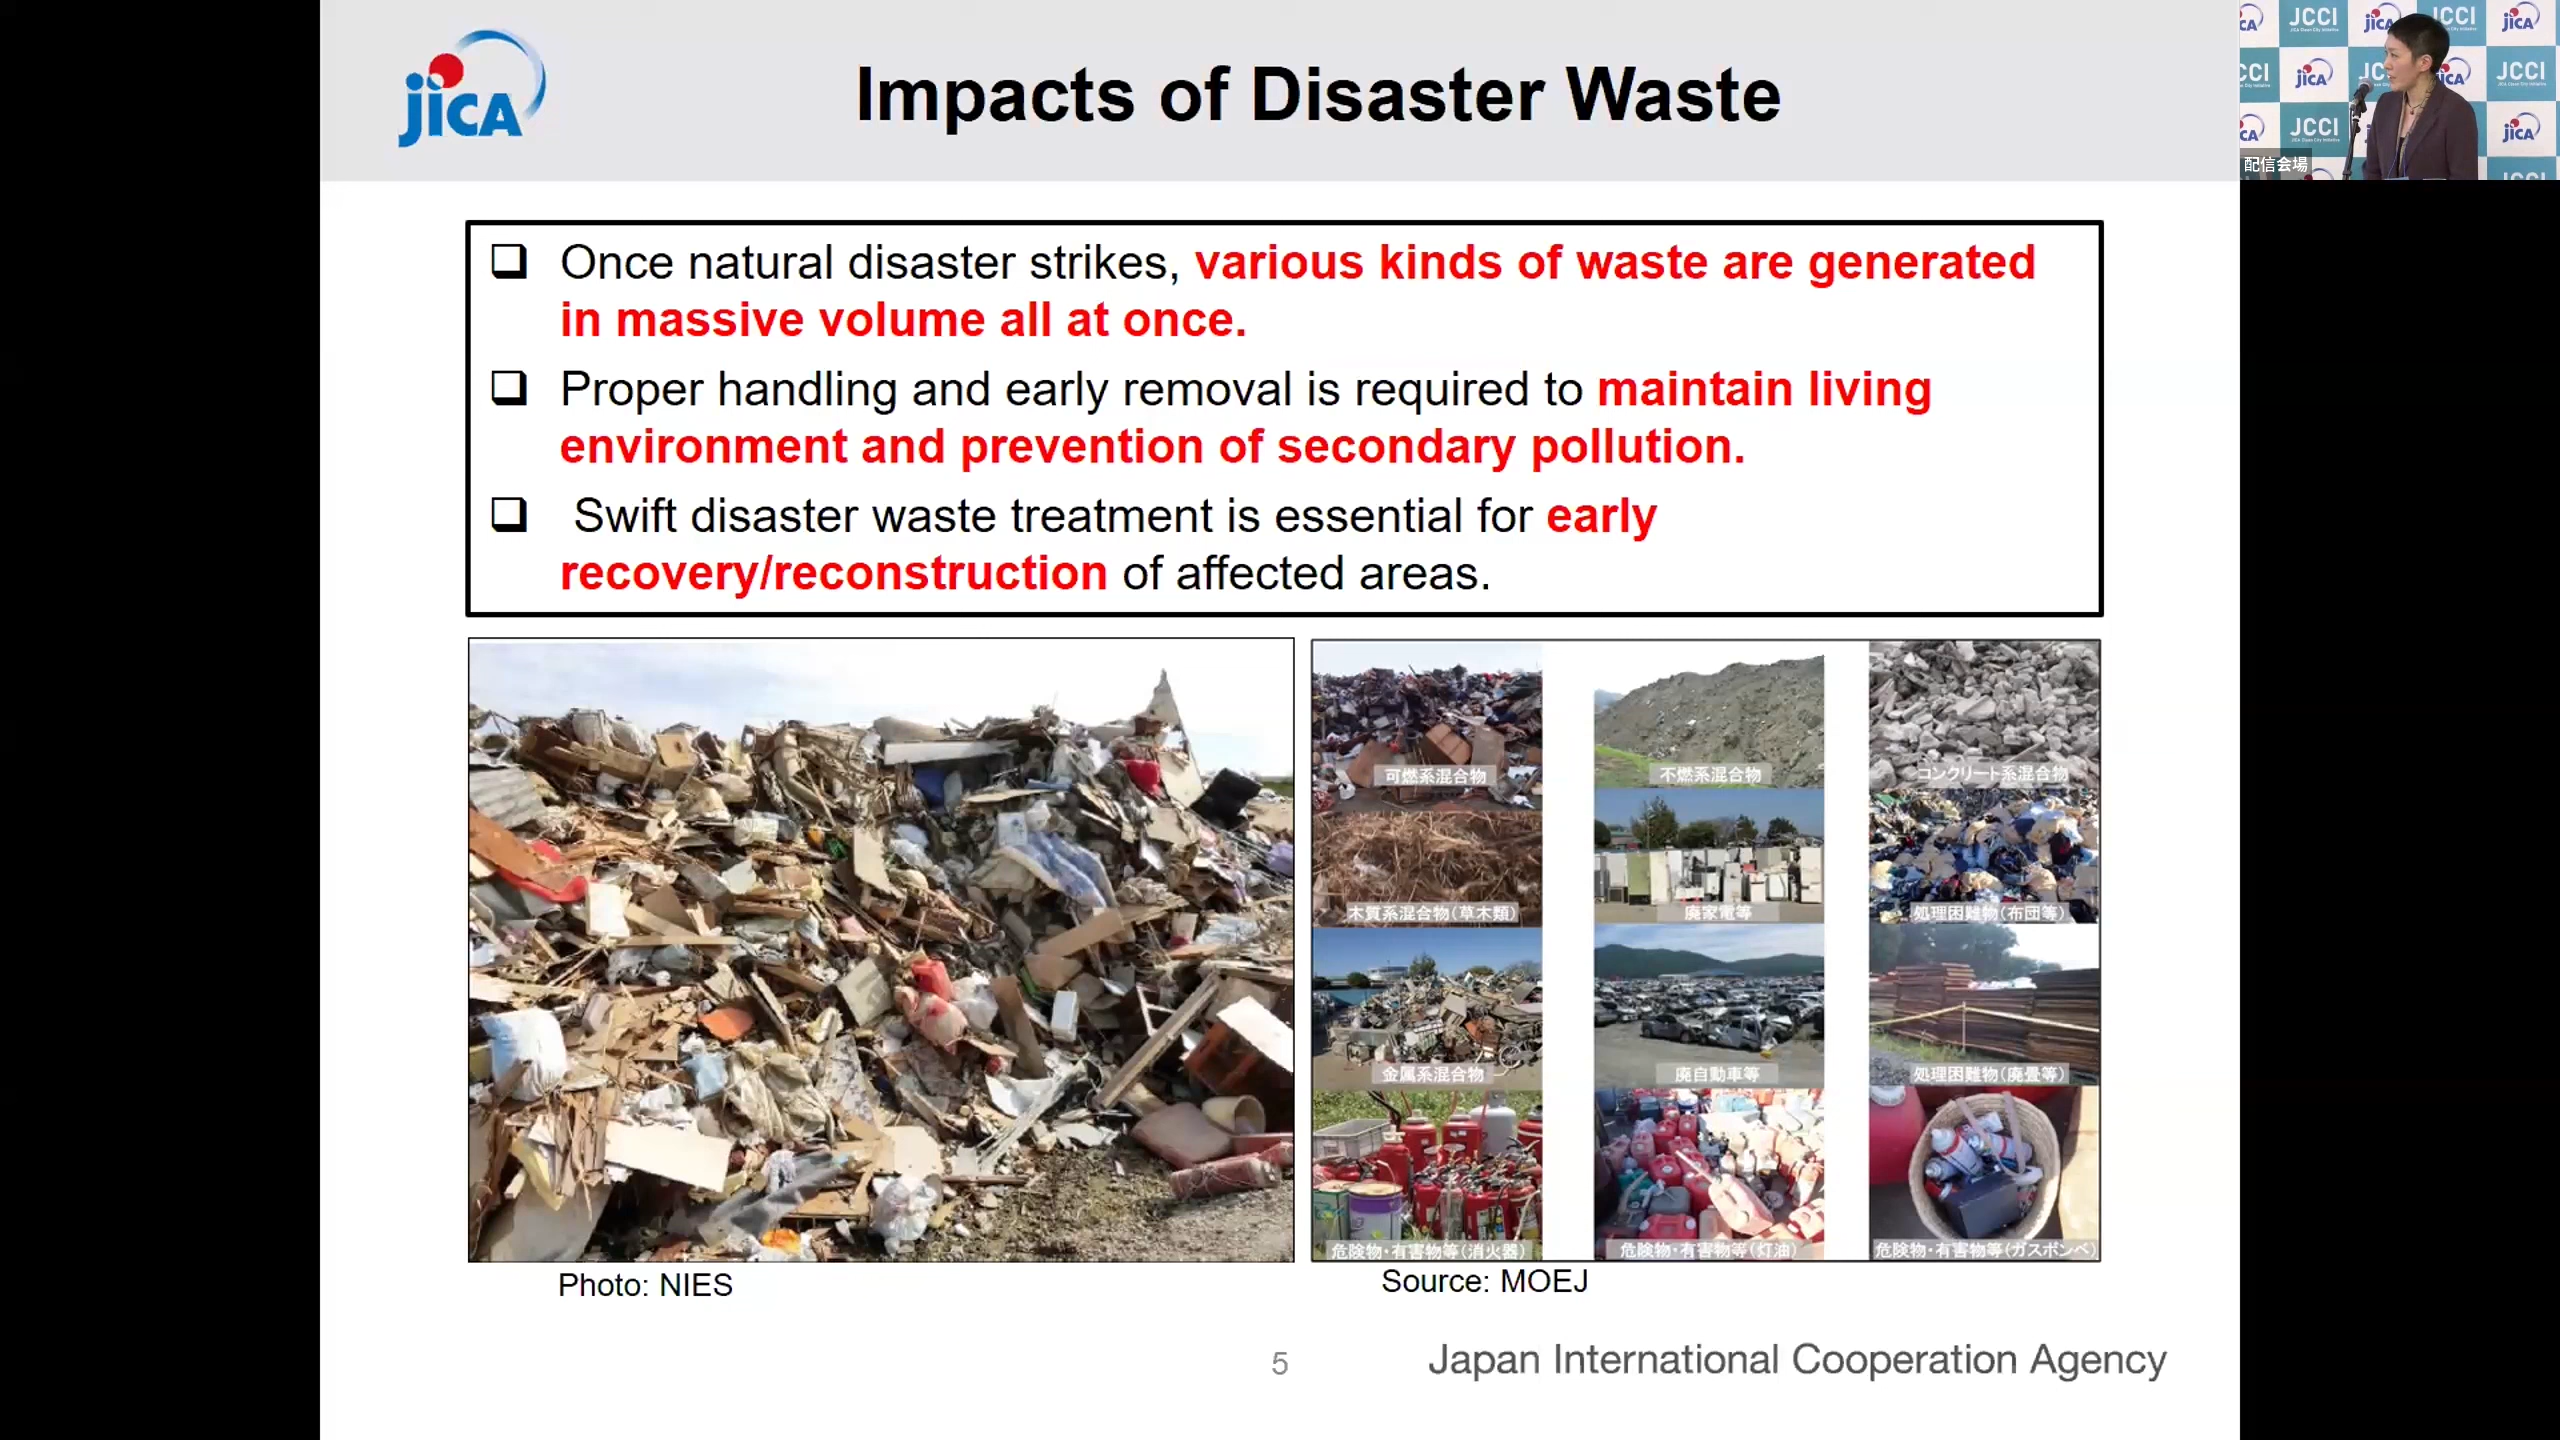 JICA
Impacts of Disaster Waste
Once natural disaster strikes, various kinds of waste are generated
in massive volume all at once.
Proper handling and early removal is required to maintain living
environment and prevention of secondary pollution.
Swift disaster waste treatment is essential for early
recovery/reconstruction of affected areas.
可燃系混合物
不燃系混合物
コンクリート系混合物
木質系混合物(草木類)
廃家電等
処理困難物(布団等)
金属系混合物
廃自動車等
処理困難物(廃畳等)
危険物・有害物等(消火器)
危険物・有害物等(灯油)
危険物・有害物等(ガスボンベ)
Photo: NIES
Source: MOEJ
5
Japan International Cooperation Agency
JCCI
JICA
JCCI
JICA
JICA
JCCI
JCCI
JICA
配信会場